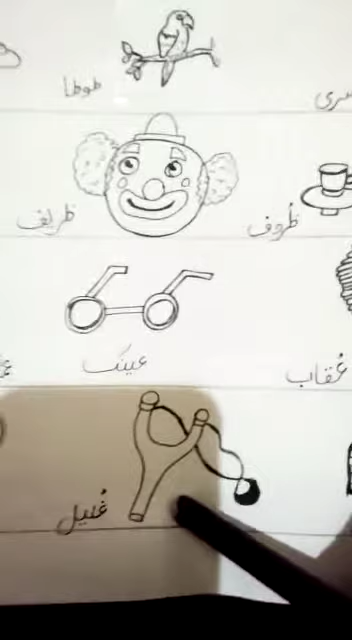 طوطا
ظروف ظریف
عُقاب عینک
غُلیل